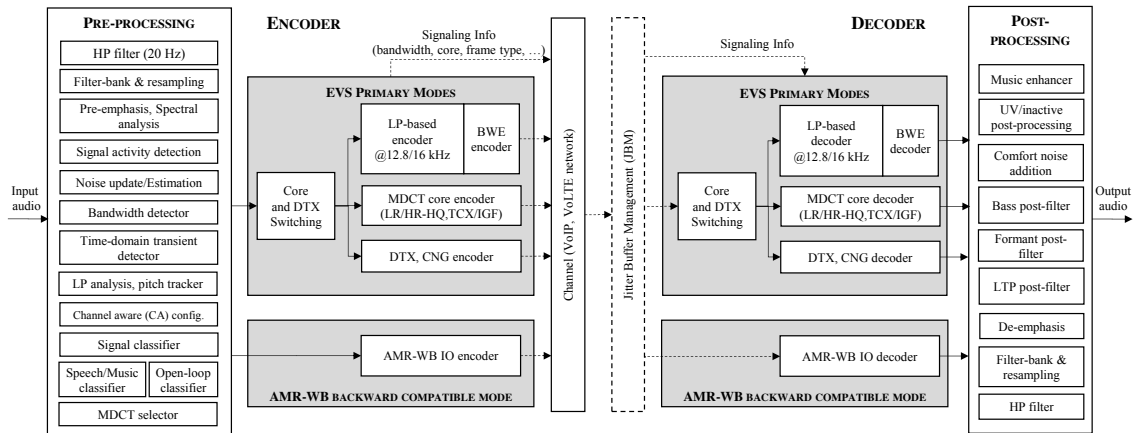 PRE-PROCESSING
HP filter (20 Hz)
Filter-bank & resampling
Pre-emphasis, Spectral
analysis
Signal activity detection
Noise update/Estimation
Bandwidth detector
Time-domain transient
detector
LP analysis, pitch tracker
Channel aware (CA) config.
Signal classifier
Speech/Music
classifier
Open-loop
classifier
MDCT selector
Input
audio
ENCODER
Signaling Info
(bandwidth, core, frame type, …)
EVS PRIMARY MODES
Core
and DTX
Switching
LP-based
encoder
@12.8/16 kHz
BWE
encoder
MDCT core encoder
(LR/HR-HQ,TCX/IGF)
DTX, CNG encoder
AMR-WB IO encoder
AMR-WB BACKWARD COMPATIBLE MODE
Channel (VoIP, VoLTE network)
Jitter Buffer Management (JBM)
DECODER
Signaling Info
EVS PRIMARY MODES
Core
and DTX
Switching
LP-based
decoder
@12.8/16 kHz
BWE
decoder
MDCT core decoder
(LR/HR-HQ,TCX/IGF)
DTX, CNG decoder
AMR-WB IO decoder
AMR-WB BACKWARD COMPATIBLE MODE
POST-
PROCESSING
Music enhancer
UV/inactive
post-processing
Comfort noise
addition
Bass post-filter
Formant post-
filter
LTP post-filter
De-emphasis
Filter-bank &
resampling
HP filter
Output
audio